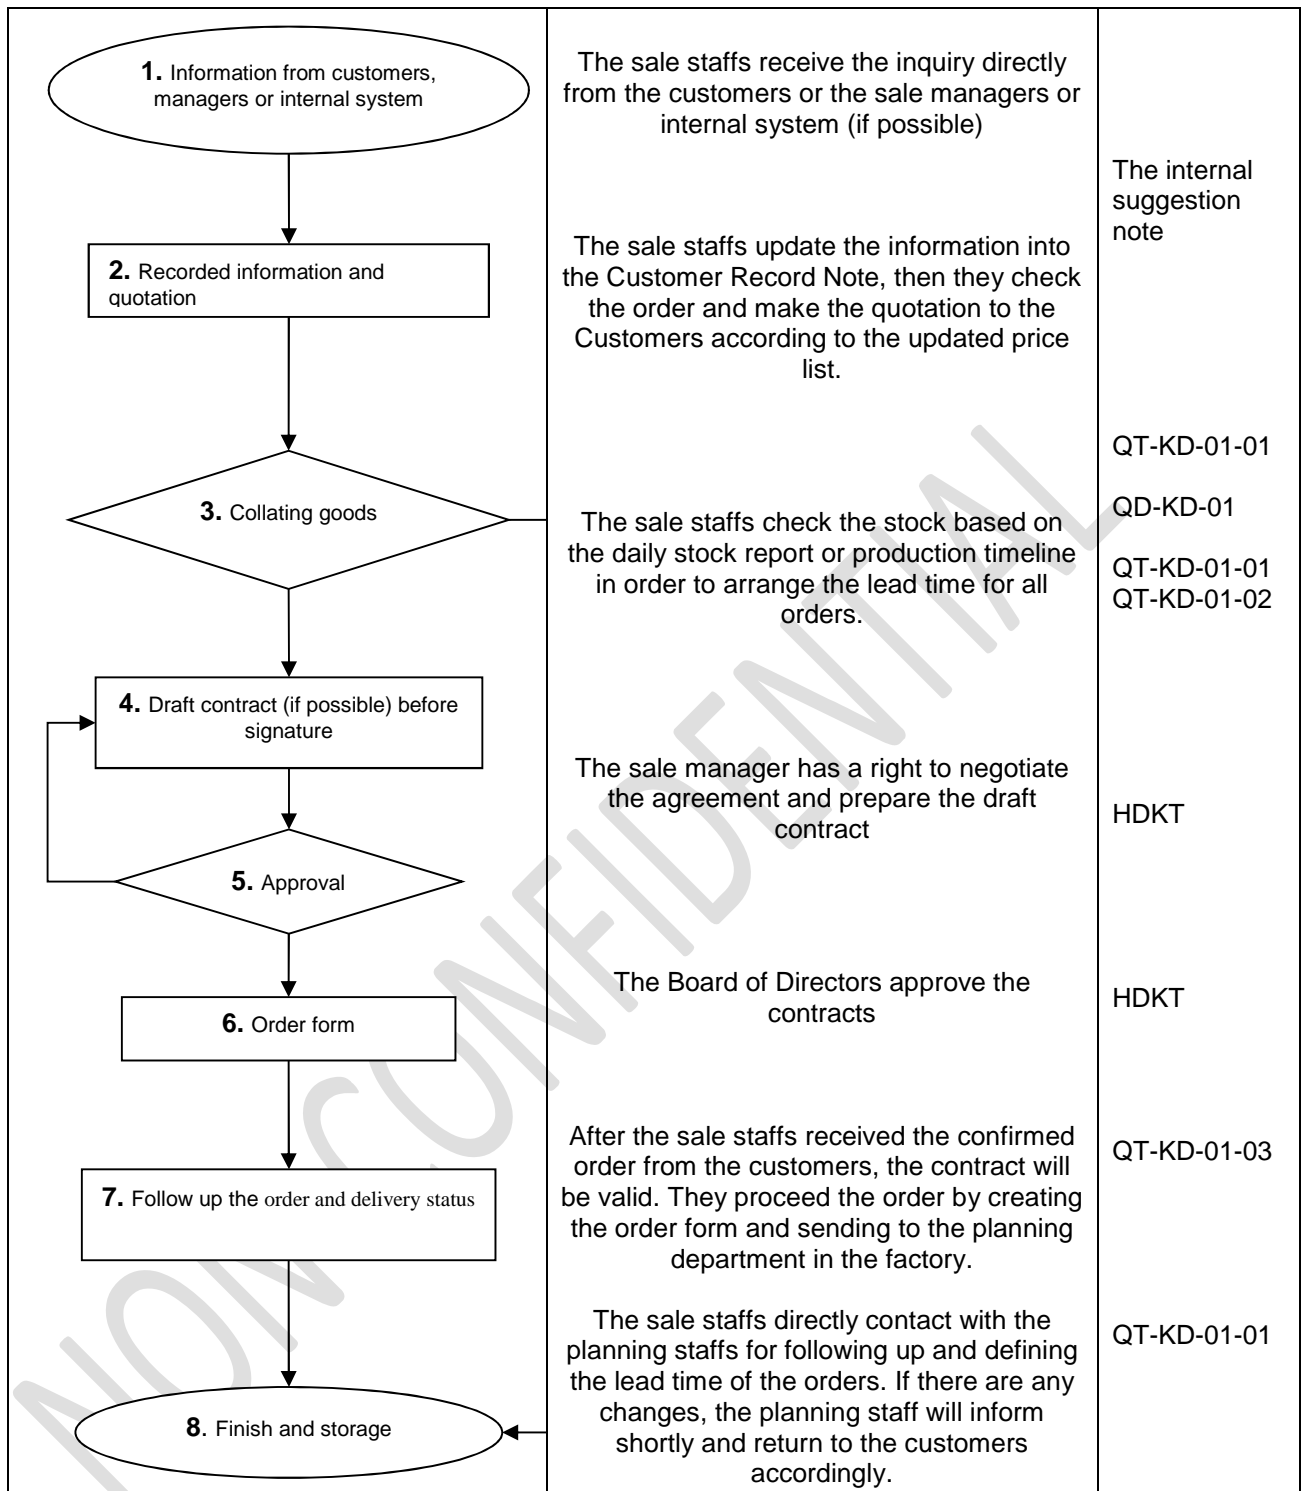 1. Information from customers,
managers or internal system
The sale staffs receive the inquiry directly
from the customers or the sale managers or
internal system (if possible)
The internal
suggestion
note
2. Recorded information and
quotation
The sale staffs update the information into
the Customer Record Note, then they check
the order and make the quotation to the
Customers according to the updated price
list.
QT-KD-01-01
3. Collating goods
The sale staffs check the stock based on
the daily stock report or production timeline
in order to arrange the lead time for all
orders.
QD-KD-01
QT-KD-01-01
QT-KD-01-02
4. Draft contract (if possible) before
signature
The sale manager has a right to negotiate
the agreement and prepare the draft
contract
HDKT
5. Approval
The Board of Directors approve the
contracts
HDKT
6. Order form
After the sale staffs received the confirmed
order from the customers, the contract will
be valid. They proceed the order by creating
the order form and sending to the planning
department in the factory.
QT-KD-01-03
7. Follow up the order and delivery status
The sale staffs directly contact with the
planning staffs for following up and defining
the lead time of the orders. If there are any
changes, the planning staff will inform
shortly and return to the customers
accordingly.
QT-KD-01-01
8. Finish and storage
NON CONFIDENTIAL